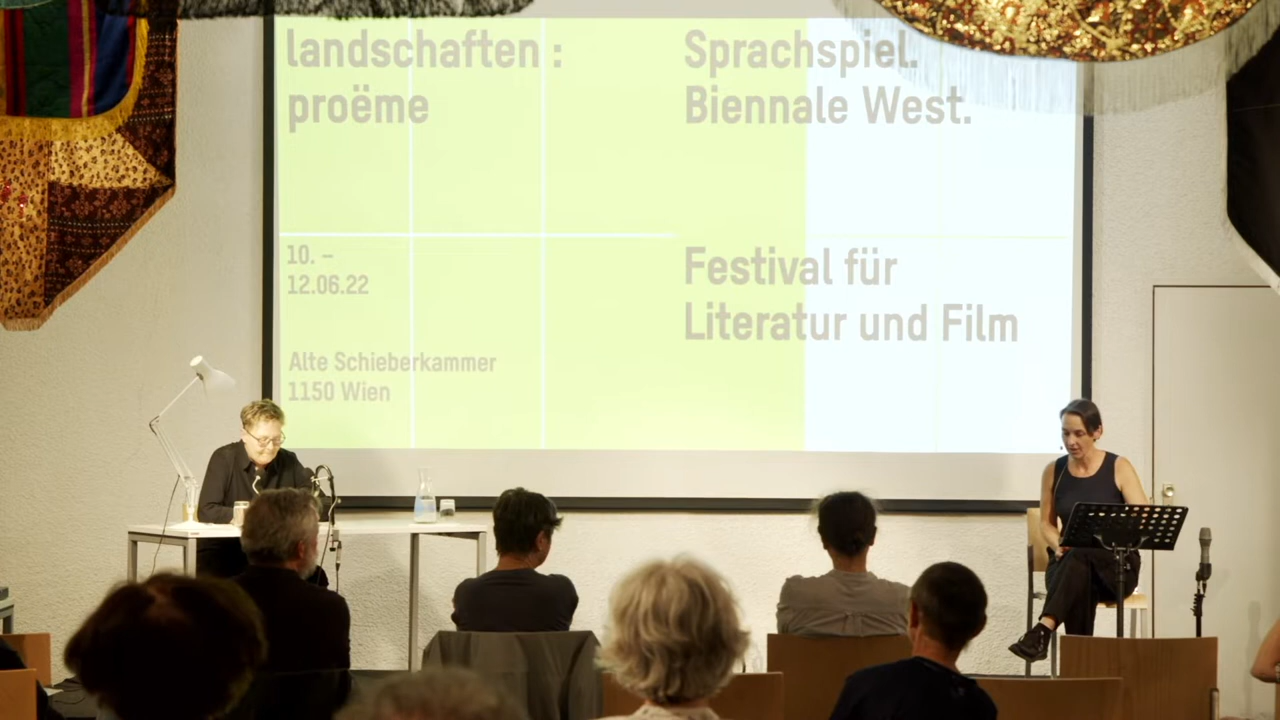 landschaften :
proëme
Sprachspiel.
Biennale West.
10. –
12.06.22
Festival für
Literatur und Film
Alte Schieberkammer
1150 Wien